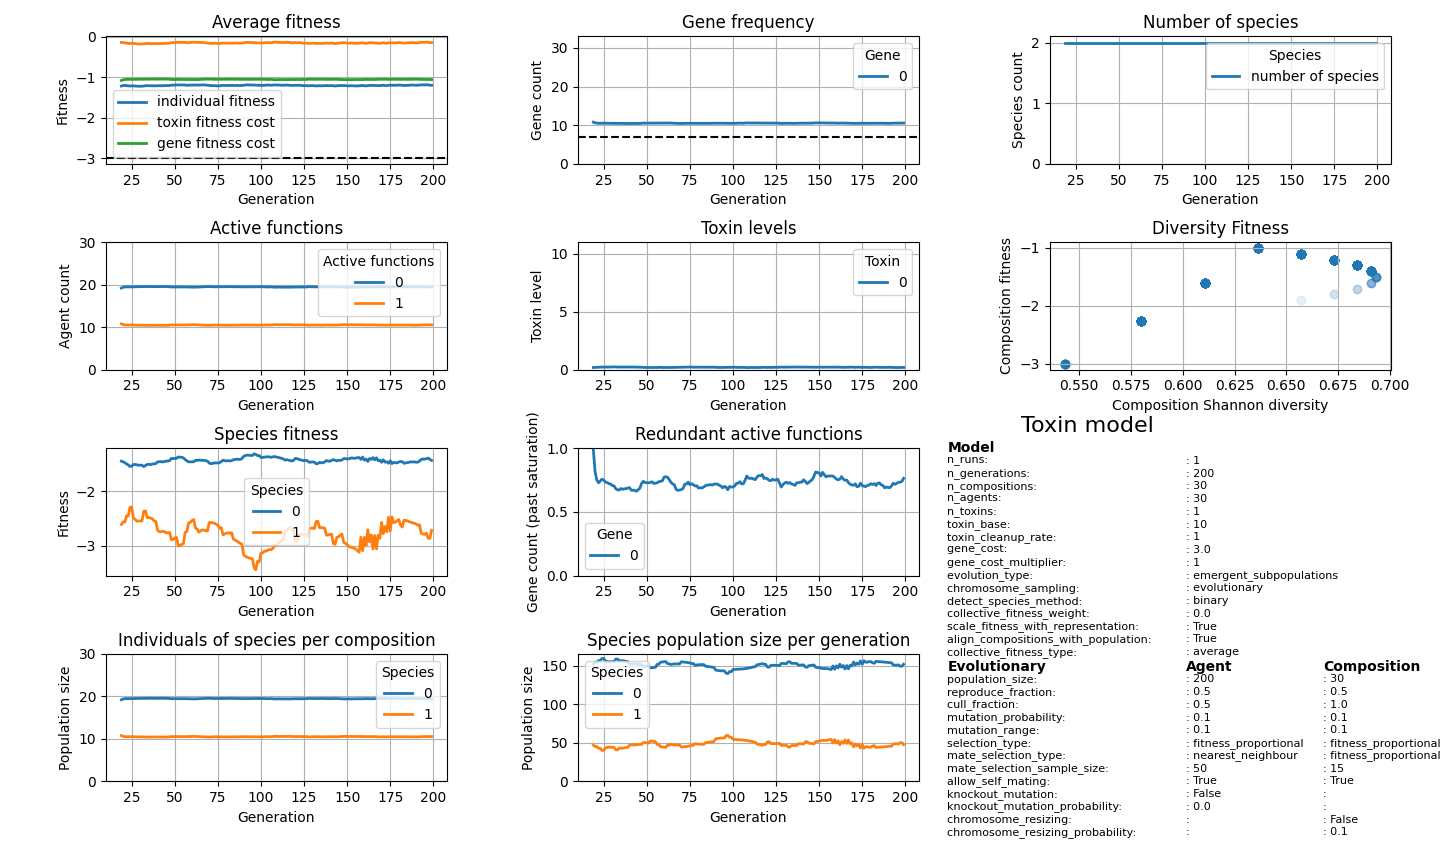 Average fitness
0
−1
−2
−3
Fitness
individual fitness
toxin fitness cost
gene fitness cost
25 50 75 100 125 150 175 200
Generation
Gene frequency
30
20
10
0
Gene count
Gene
0
25 50 75 100 125 150 175 200
Generation
Number of species
2
1
0
Species count
Species
number of species
25 50 75 100 125 150 175 200
Generation
Active functions
30
20
10
0
Agent count
Active functions
0
1
25 50 75 100 125 150 175 200
Generation
Toxin levels
10
5
0
Toxin level
Toxin
0
25 50 75 100 125 150 175 200
Generation
Diversity Fitness
−1
−2
−3
Composition fitness
0.550 0.575 0.600 0.625 0.650 0.675 0.700
Composition Shannon diversity
Species fitness
−2
−3
Fitness
Species
0
1
25 50 75 100 125 150 175 200
Generation
Redundant active functions
1.0
0.5
0.0
Gene count (past saturation)
Gene
0
25 50 75 100 125 150 175 200
Generation
Individuals of species per composition
30
20
10
0
Population size
Species
0
1
25 50 75 100 125 150 175 200
Generation
Species population size per generation
150
100
50
0
Population size
Species
0
1
25 50 75 100 125 150 175 200
Generation
Toxin model
Model
n_runs: : 1
n_generations: : 200
n_compositions: : 30
n_agents: : 30
n_toxins: : 1
toxin_base: : 10
toxin_cleanup_rate: : 1
gene_cost: : 3.0
gene_cost_multiplier: : 1
evolution_type: : emergent_subpopulations
chromosome_sampling: : evolutionary
detect_species_method: : binary
collective_fitness_weight: : 0.0
scale_fitness_with_representation: : True
align_compositions_with_population: : True
collective_fitness_type: : average
Evolutionary Agent Composition
population_size: : 200 : 30
reproduce_fraction: : 0.5 : 0.5
cull_fraction: : 0.5 : 1.0
mutation_probability: : 0.1 : 0.1
mutation_range: : 0.1 : 0.1
selection_type: : fitness_proportional : fitness_proportional
mate_selection_type: : nearest_neighbour : fitness_proportional
mate_selection_sample_size: : 50 : 15
allow_self_mating: : True : True
knockout_mutation: : False :
knockout_mutation_probability: : 0.0 :
chromosome_resizing: : : False
chromosome_resizing_probability: : : 0.1